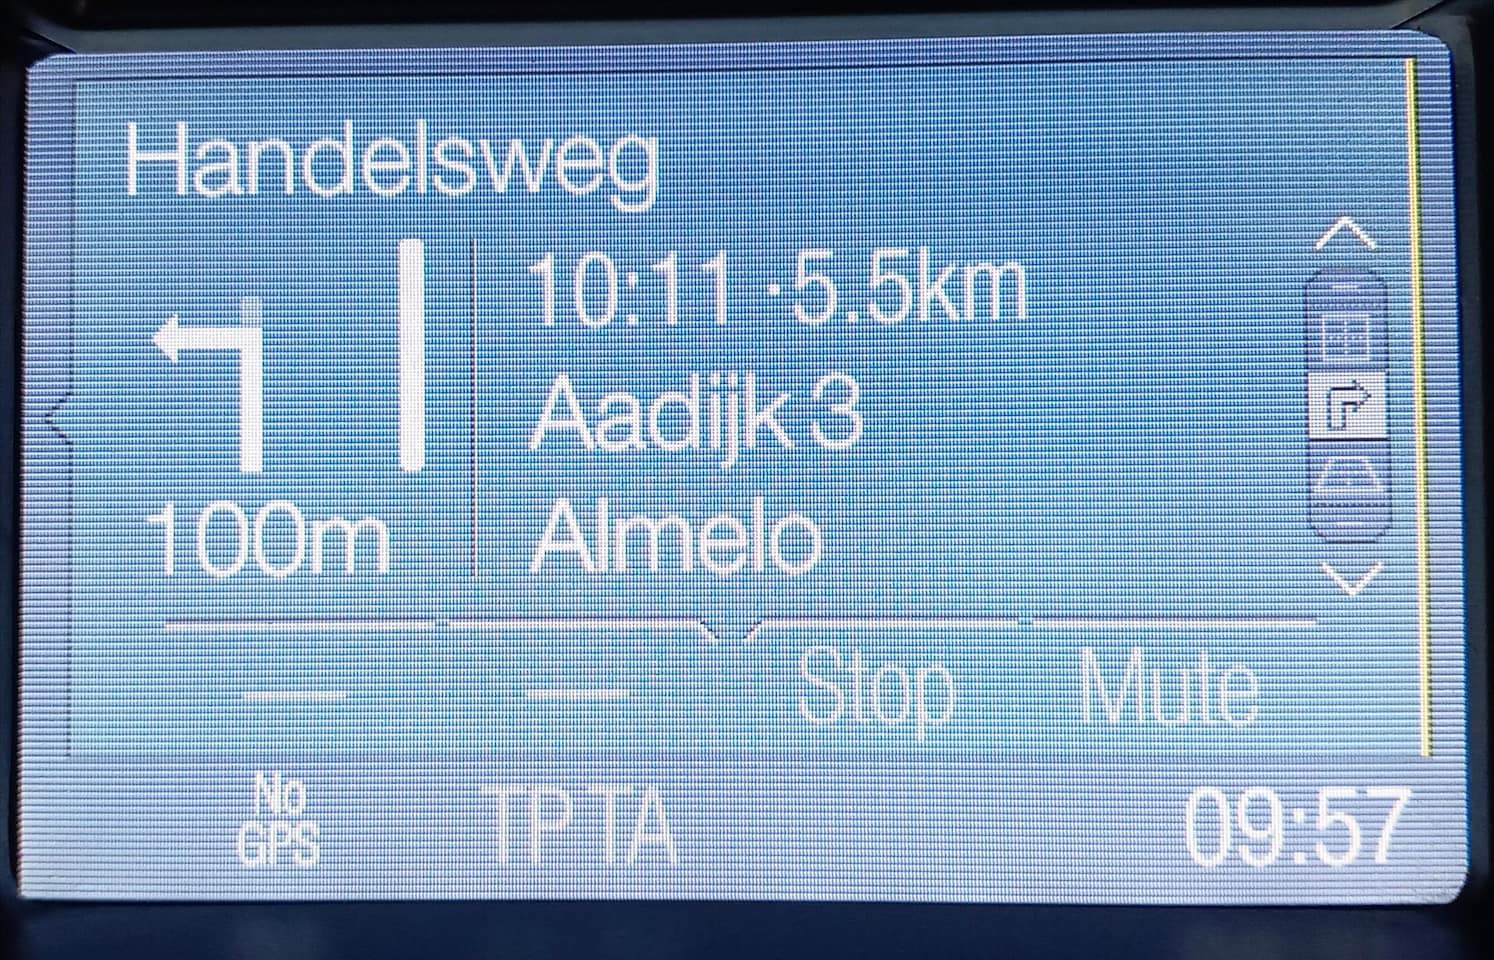 Handelsweg
10:11 ·5.5km
Aadijk 3
100m
Almelo
Stop
Mute
No
GPS
TP TA
09:57